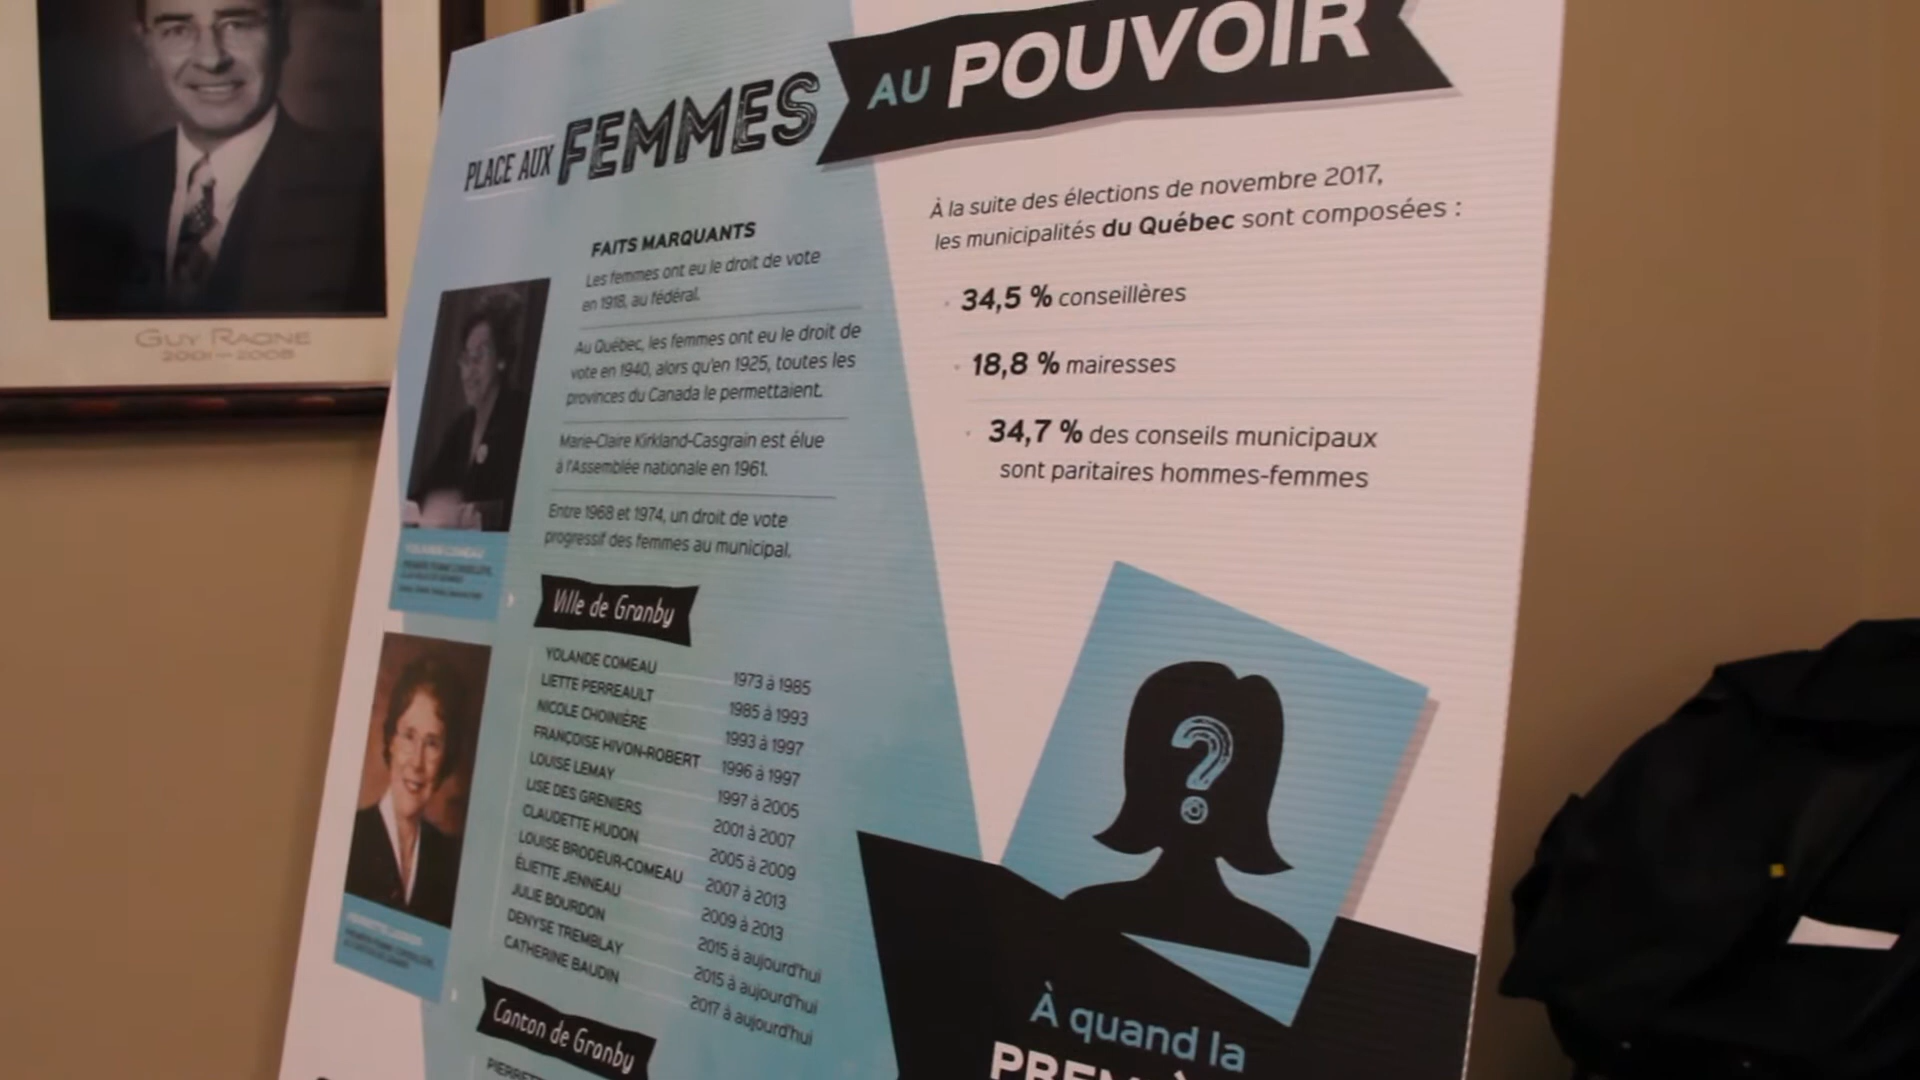 GUY RACINE
PLACE AUX FEMMES AU POUVOIR
FAITS MARQUANTS
Les femmes ont eu le droit de vote
en 1918, au fédéral.
Au Québec, les femmes ont eu le droit de
vote en 1940, alors qu'en 1925, toutes les
provinces du Canada le permettaient.
Marie-Claire Kirkland-Casgrain est élue
à l'Assemblée nationale en 1961.
Entre 1968 et 1974, un droit de vote
progressif des femmes au municipal.
Ville de Granby
YOLANDE COMEAU 1973 à 1985
LIETTE PERREAULT 1985 à 1993
NICOLE CHOINIÈRE 1993 à 1997
FRANÇOISE HIVON-ROBERT 1996 à 1997
LOUISE LEMAY 1997 à 2005
LISE DES GRENIERS 2001 à 2007
CLAUDETTE HUDON 2005 à 2009
LOUISE BRODEUR-COMEAU 2007 à 2013
ÉLIETTE JENNEAU 2009 à 2013
JULIE BOURDON 2015 à aujourd'hui
DENYSE TREMBLAY 2015 à aujourd'hui
CATHERINE BAUDIN 2017 à aujourd'hui
Canton de Granby
À la suite des élections de novembre 2017,
les municipalités du Québec sont composées :
34,5 % conseillères
18,8 % mairesses
34,7 % des conseils municipaux
sont paritaires hommes-femmes
?
À quand la
YOLANDE COMEAU